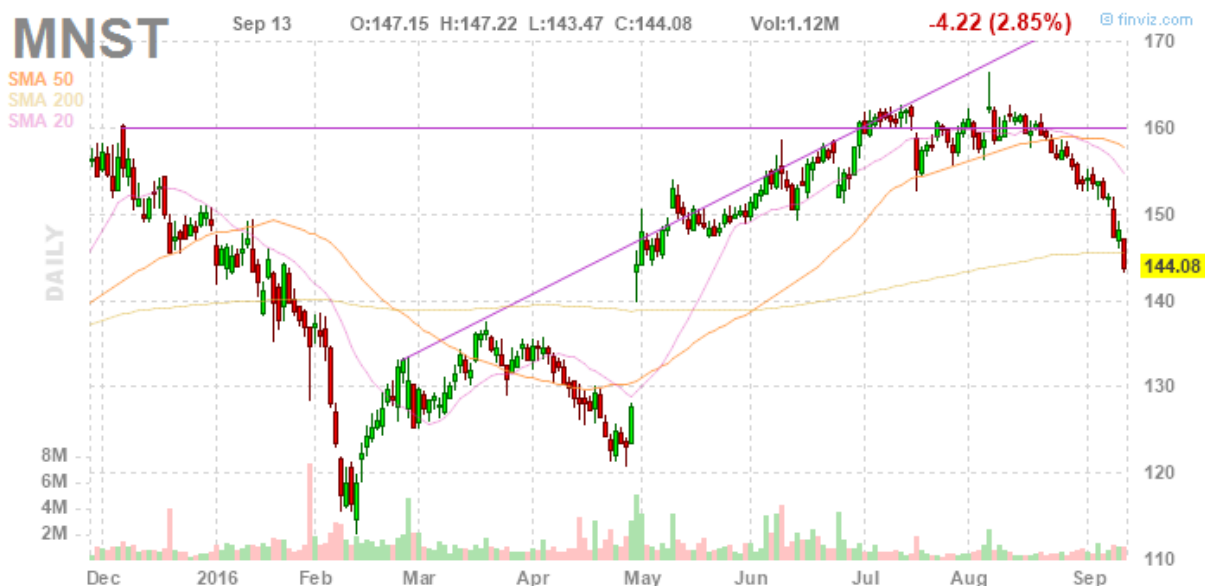 MNST
Sep 13 O:147.15 H:147.22 L:143.47 C:144.08 Vol:1.12M -4.22 (2.85%) © finviz.com
SMA 50
SMA 200
SMA 20
DAILY
170
160
150
144.08
140
130
120
110
8M
6M
4M
2M
Dec 2016 Feb Mar Apr May Jun Jul Aug Sep